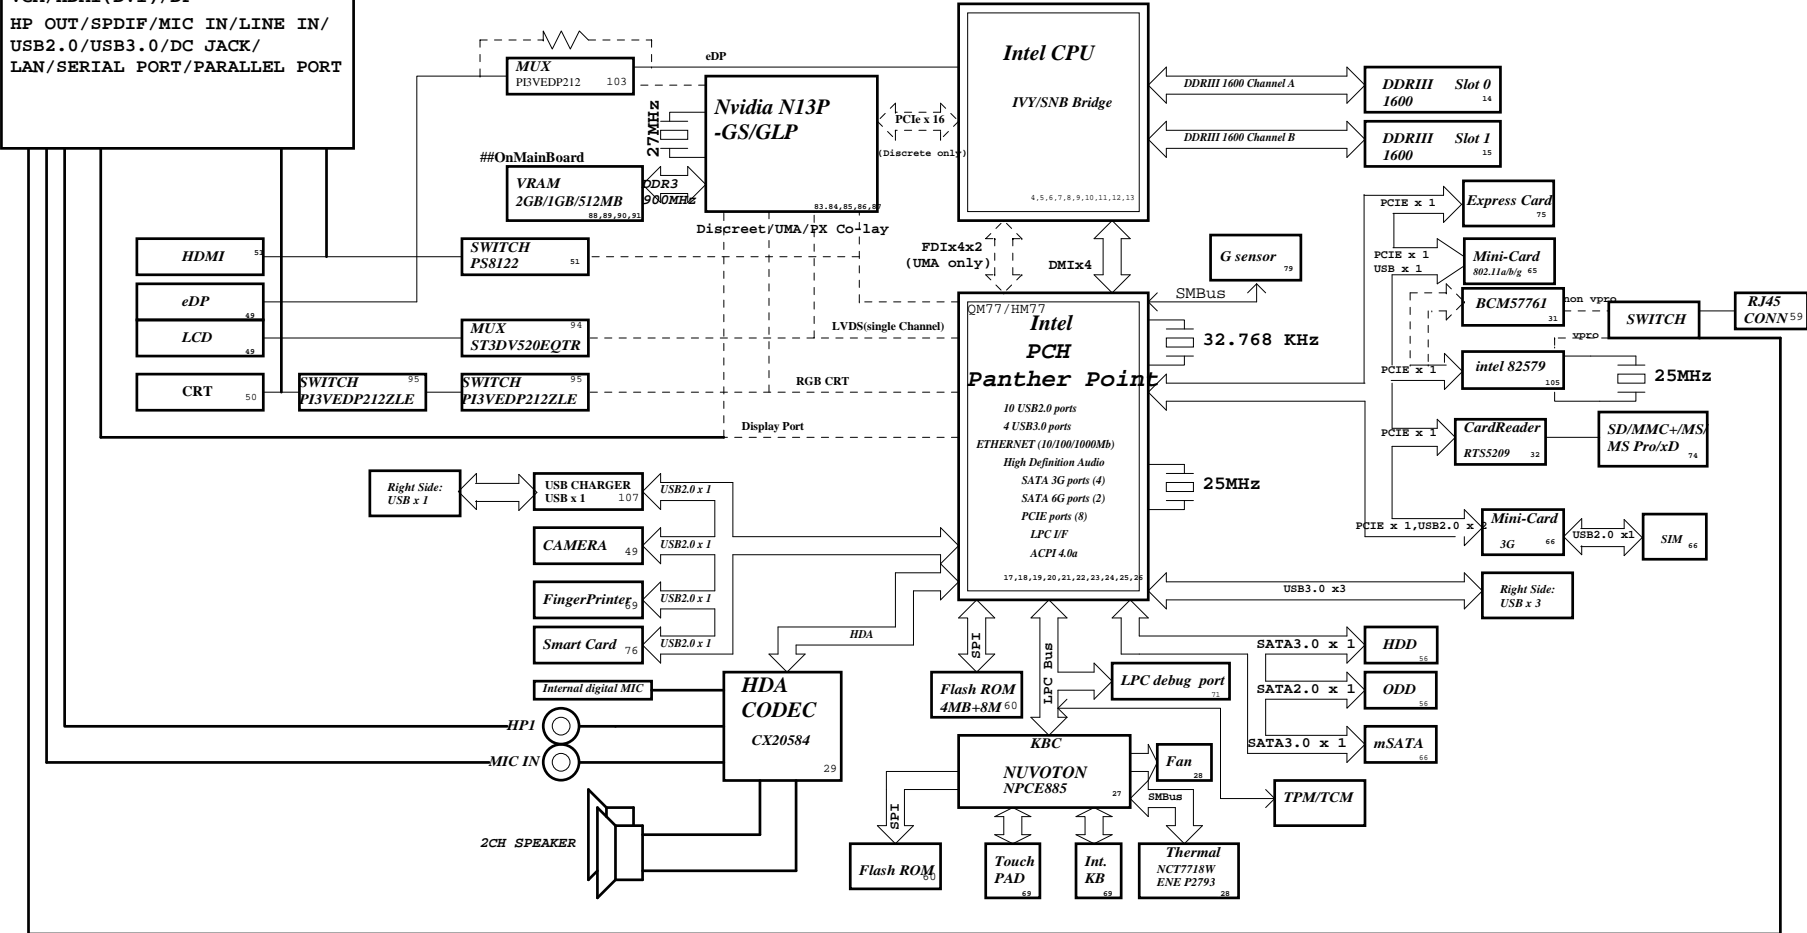 HP OUT/SPDIF/MIC IN/LINE IN/
USB2.0/USB3.0/DC JACK/
LAN/SERIAL PORT/PARALLEL PORT
MUX
PI3VEDP212 103
eDP
Intel CPU
IVY/SNB Bridge
4,5,6,7,8,9,10,11,12,13
DDRIII 1600 Channel A
DDRIII Slot 0
1600 14
DDRIII 1600 Channel B
DDRIII Slot 1
1600 15
27MHz
Nvidia N13P
-GS/GLP
PCIe x 16
(Discrete only)
##OnMainBoard
VRAM
2GB/1GB/512MB
88,89,90,91
DDR3
900MHz
Discreet/UMA/PX Co-lay
FDIx4x2
(UMA only)
DMIx4
G sensor 79
SMBus
PCIE x 1
Express Card
75
PCIE x 1
USB x 1
Mini-Card
802.11a/b/g 65
BCM57761
31
non vpro
SWITCH
RJ45
CONN 59
vpro
PCIE x 1
intel 82579
105
25MHz
PCIE x 1
CardReader
RTS5209 32
SD/MMC+/MS/
MS Pro/xD 74
HDMI 51
SWITCH
PS8122 51
eDP
49
LCD
49
MUX 94
ST3DV520EQTR
LVDS(single Channel)
CRT 50
SWITCH 95
PI3VEDP212ZLE
SWITCH 95
PI3VEDP212ZLE
RGB CRT
Display Port
QM77/HM77
Intel
PCH
Panther Point
10 USB2.0 ports
4 USB3.0 ports
ETHERNET (10/100/1000Mb)
High Definition Audio
SATA 3G ports (4)
SATA 6G ports (2)
PCIE ports (8)
LPC I/F
ACPI 4.0a
17,18,19,20,21,22,23,24,25,26
32.768 KHz
25MHz
Right Side:
USB x 1
USB CHARGER
USB x 1 107
USB2.0 x 1
CAMERA 49
USB2.0 x 1
FingerPrinter 69
USB2.0 x 1
Smart Card 76
USB2.0 x 1
PCIE x 1,USB2.0 x 2
Mini-Card
3G 66
USB2.0 x1
SIM 66
USB3.0 x3
Right Side:
USB x 3
HDA
SPI
LPC Bus
SATA3.0 x 1
HDD
56
SATA2.0 x 1
ODD
56
SATA3.0 x 1
mSATA
66
Internal digital MIC
HDA
CODEC
CX20584
29
HP1
MIC IN
2CH SPEAKER
Flash ROM
4MB+8M 60
LPC debug port
71
KBC
NUVOTON
NPCE885
27
Fan
28
SMBus
TPM/TCM
SPI
Flash ROM
60
Touch
PAD
69
Int.
KB
69
Thermal
NCT7718W
ENE P2793
28